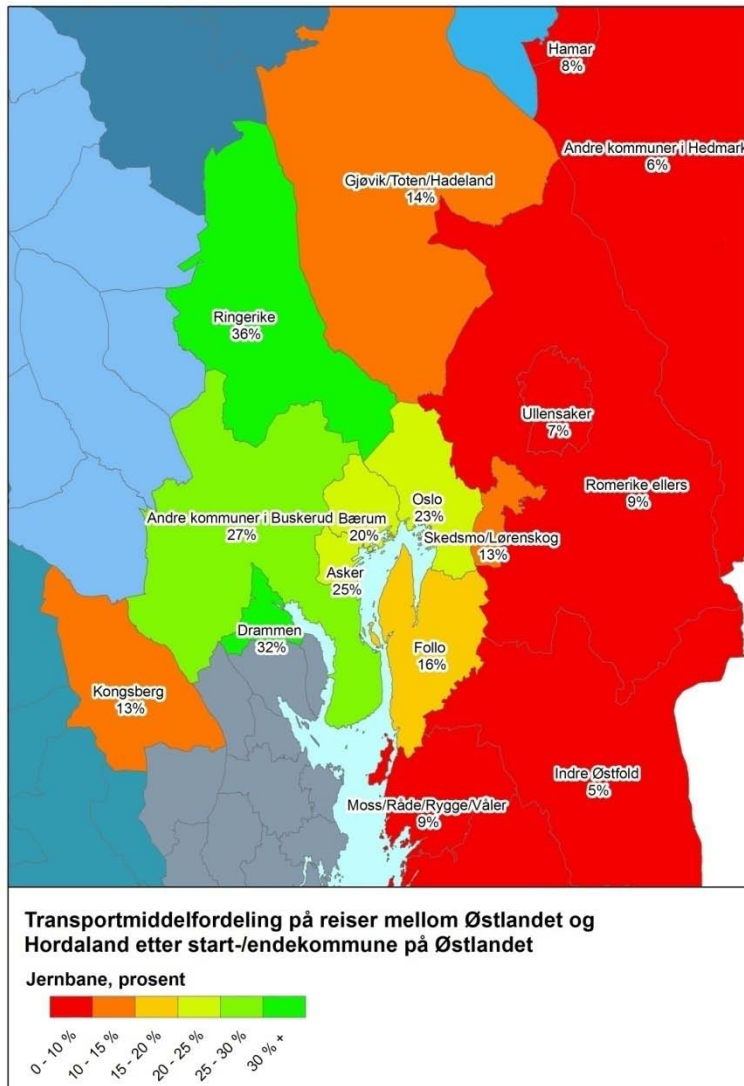 Hamar
8%
Andre kommuner i Hedmark
6%
Gjøvik/Toten/Hadeland
14%
Ringerike
36%
Ullensaker
7%
Romerike ellers
9%
Oslo
23%
Andre kommuner i Buskerud
27%
Bærum
20%
Skedsmo/Lørenskog
13%
Asker
25%
Drammen
32%
Follo
16%
Kongsberg
13%
Indre Østfold
5%
Moss/Råde/Rygge/Våler
9%
Transportmiddelfordeling på reiser mellom Østlandet og
Hordaland etter start-/endekommune på Østlandet
Jernbane, prosent
0 - 10 %
10 - 15 %
15 - 20 %
20 - 25 %
25 - 30 %
30 % +